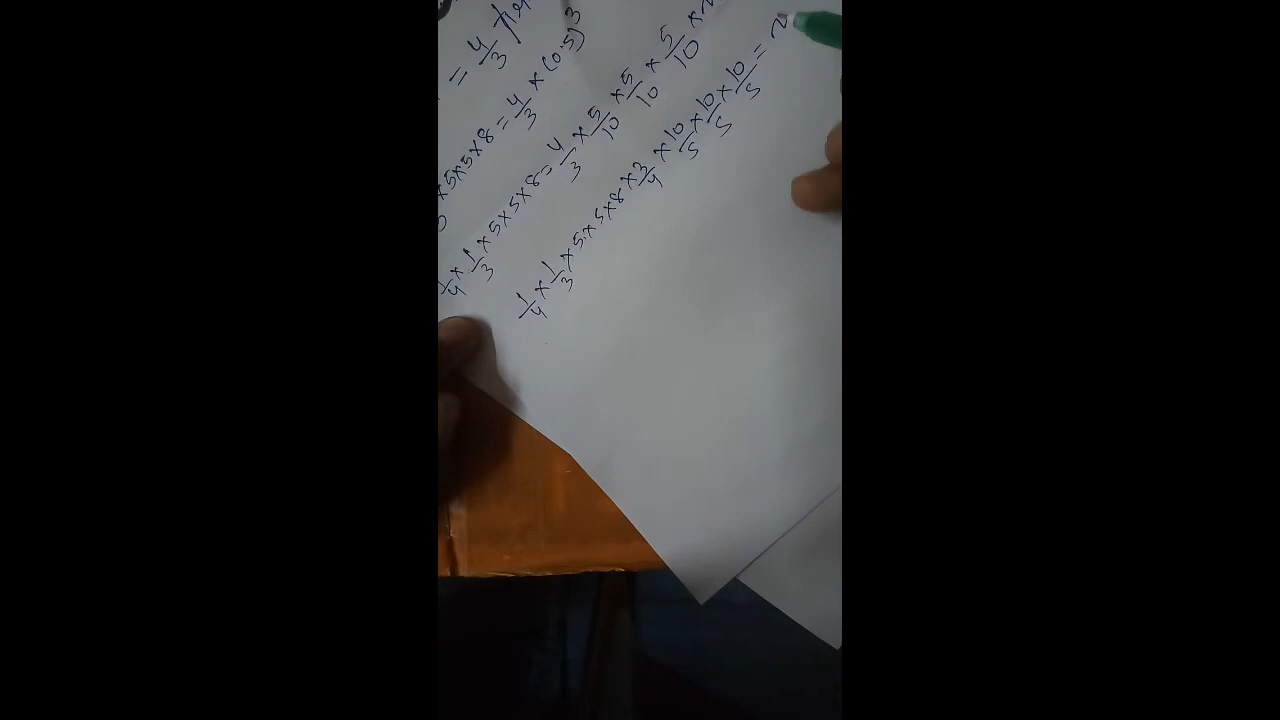 = 4/3 π
× 5 × 5 × 8 = 4/3 × (0.5)3
1/4 × 1/3 × 5 × 5 × 8 = 4/3 × 5/10 × 5/10 × 5/10 × n
1/4 × 1/3 × 5 × 5 × 8 × 3/4 × 10/5 × 10/5 × 10/5 = n